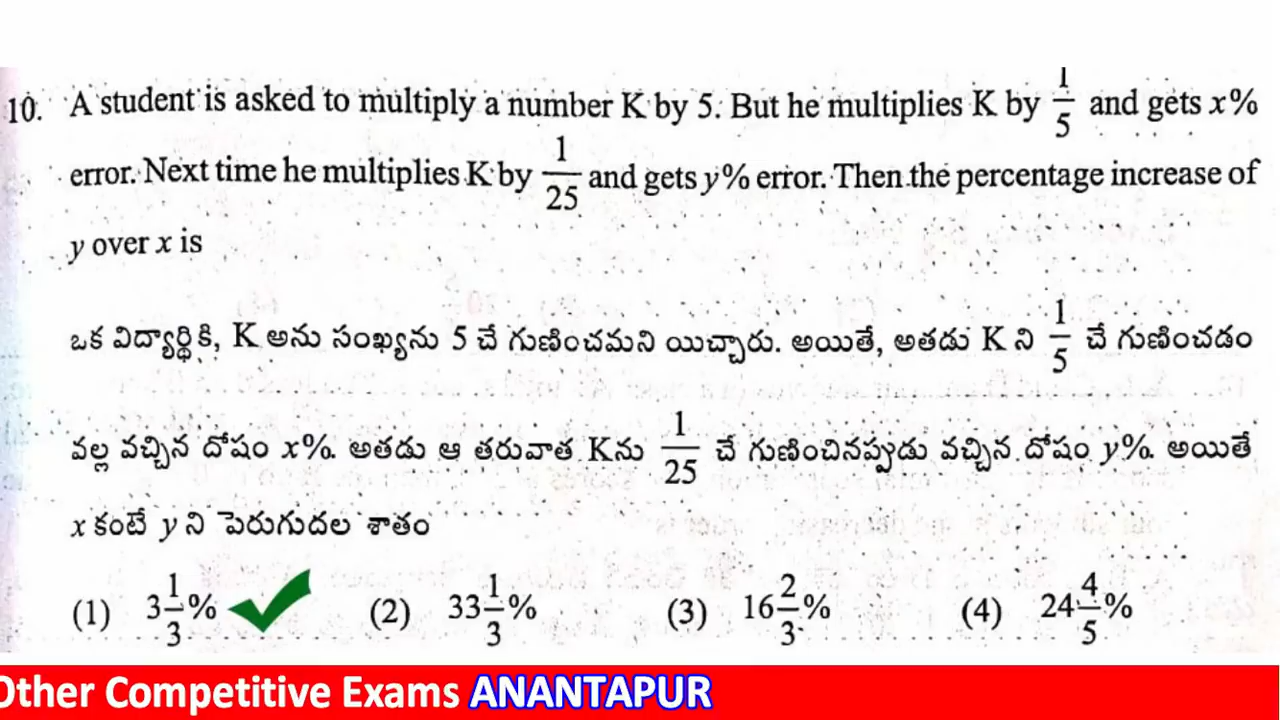 10. A student is asked to multiply a number K by 5. But he multiplies K by 1/5 and gets x%
error. Next time he multiplies K by 1/25 and gets y% error. Then the percentage increase of
y over x is
ఒక విద్యార్థికి, K అను సంఖ్యను 5 చే గుణించమని యిచ్చారు. అయితే, అతడు K ని 1/5 చే గుణించడం
వల్ల వచ్చిన దోషం x%. అతడు ఆ తరువాత K ను 1/25 చే గుణించినప్పుడు వచ్చిన దోషం y%. అయితే
x కంటే y ని పెరుగుదల శాతం
(1) 3 1/3% (2) 33 1/3% (3) 16 2/3% (4) 24 4/5%
Other Competitive Exams ANANTAPUR